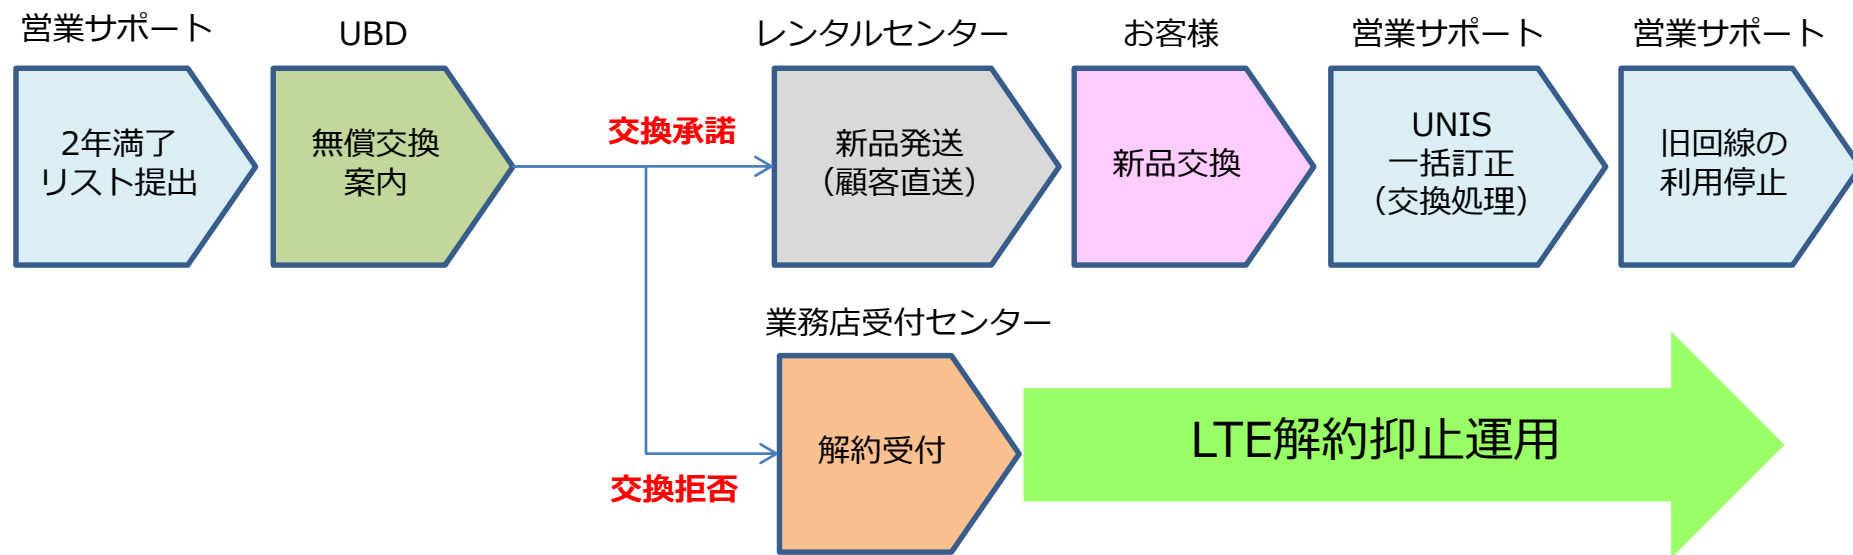 営業サポート
2年満了
リスト提出
UBD
無償交換
案内
交換承諾
レンタルセンター
新品発送
（顧客直送）
お客様
新品交換
営業サポート
UNIS
一括訂正
（交換処理）
営業サポート
旧回線の
利用停止
交換拒否
業務店受付センター
解約受付
LTE解約抑止運用